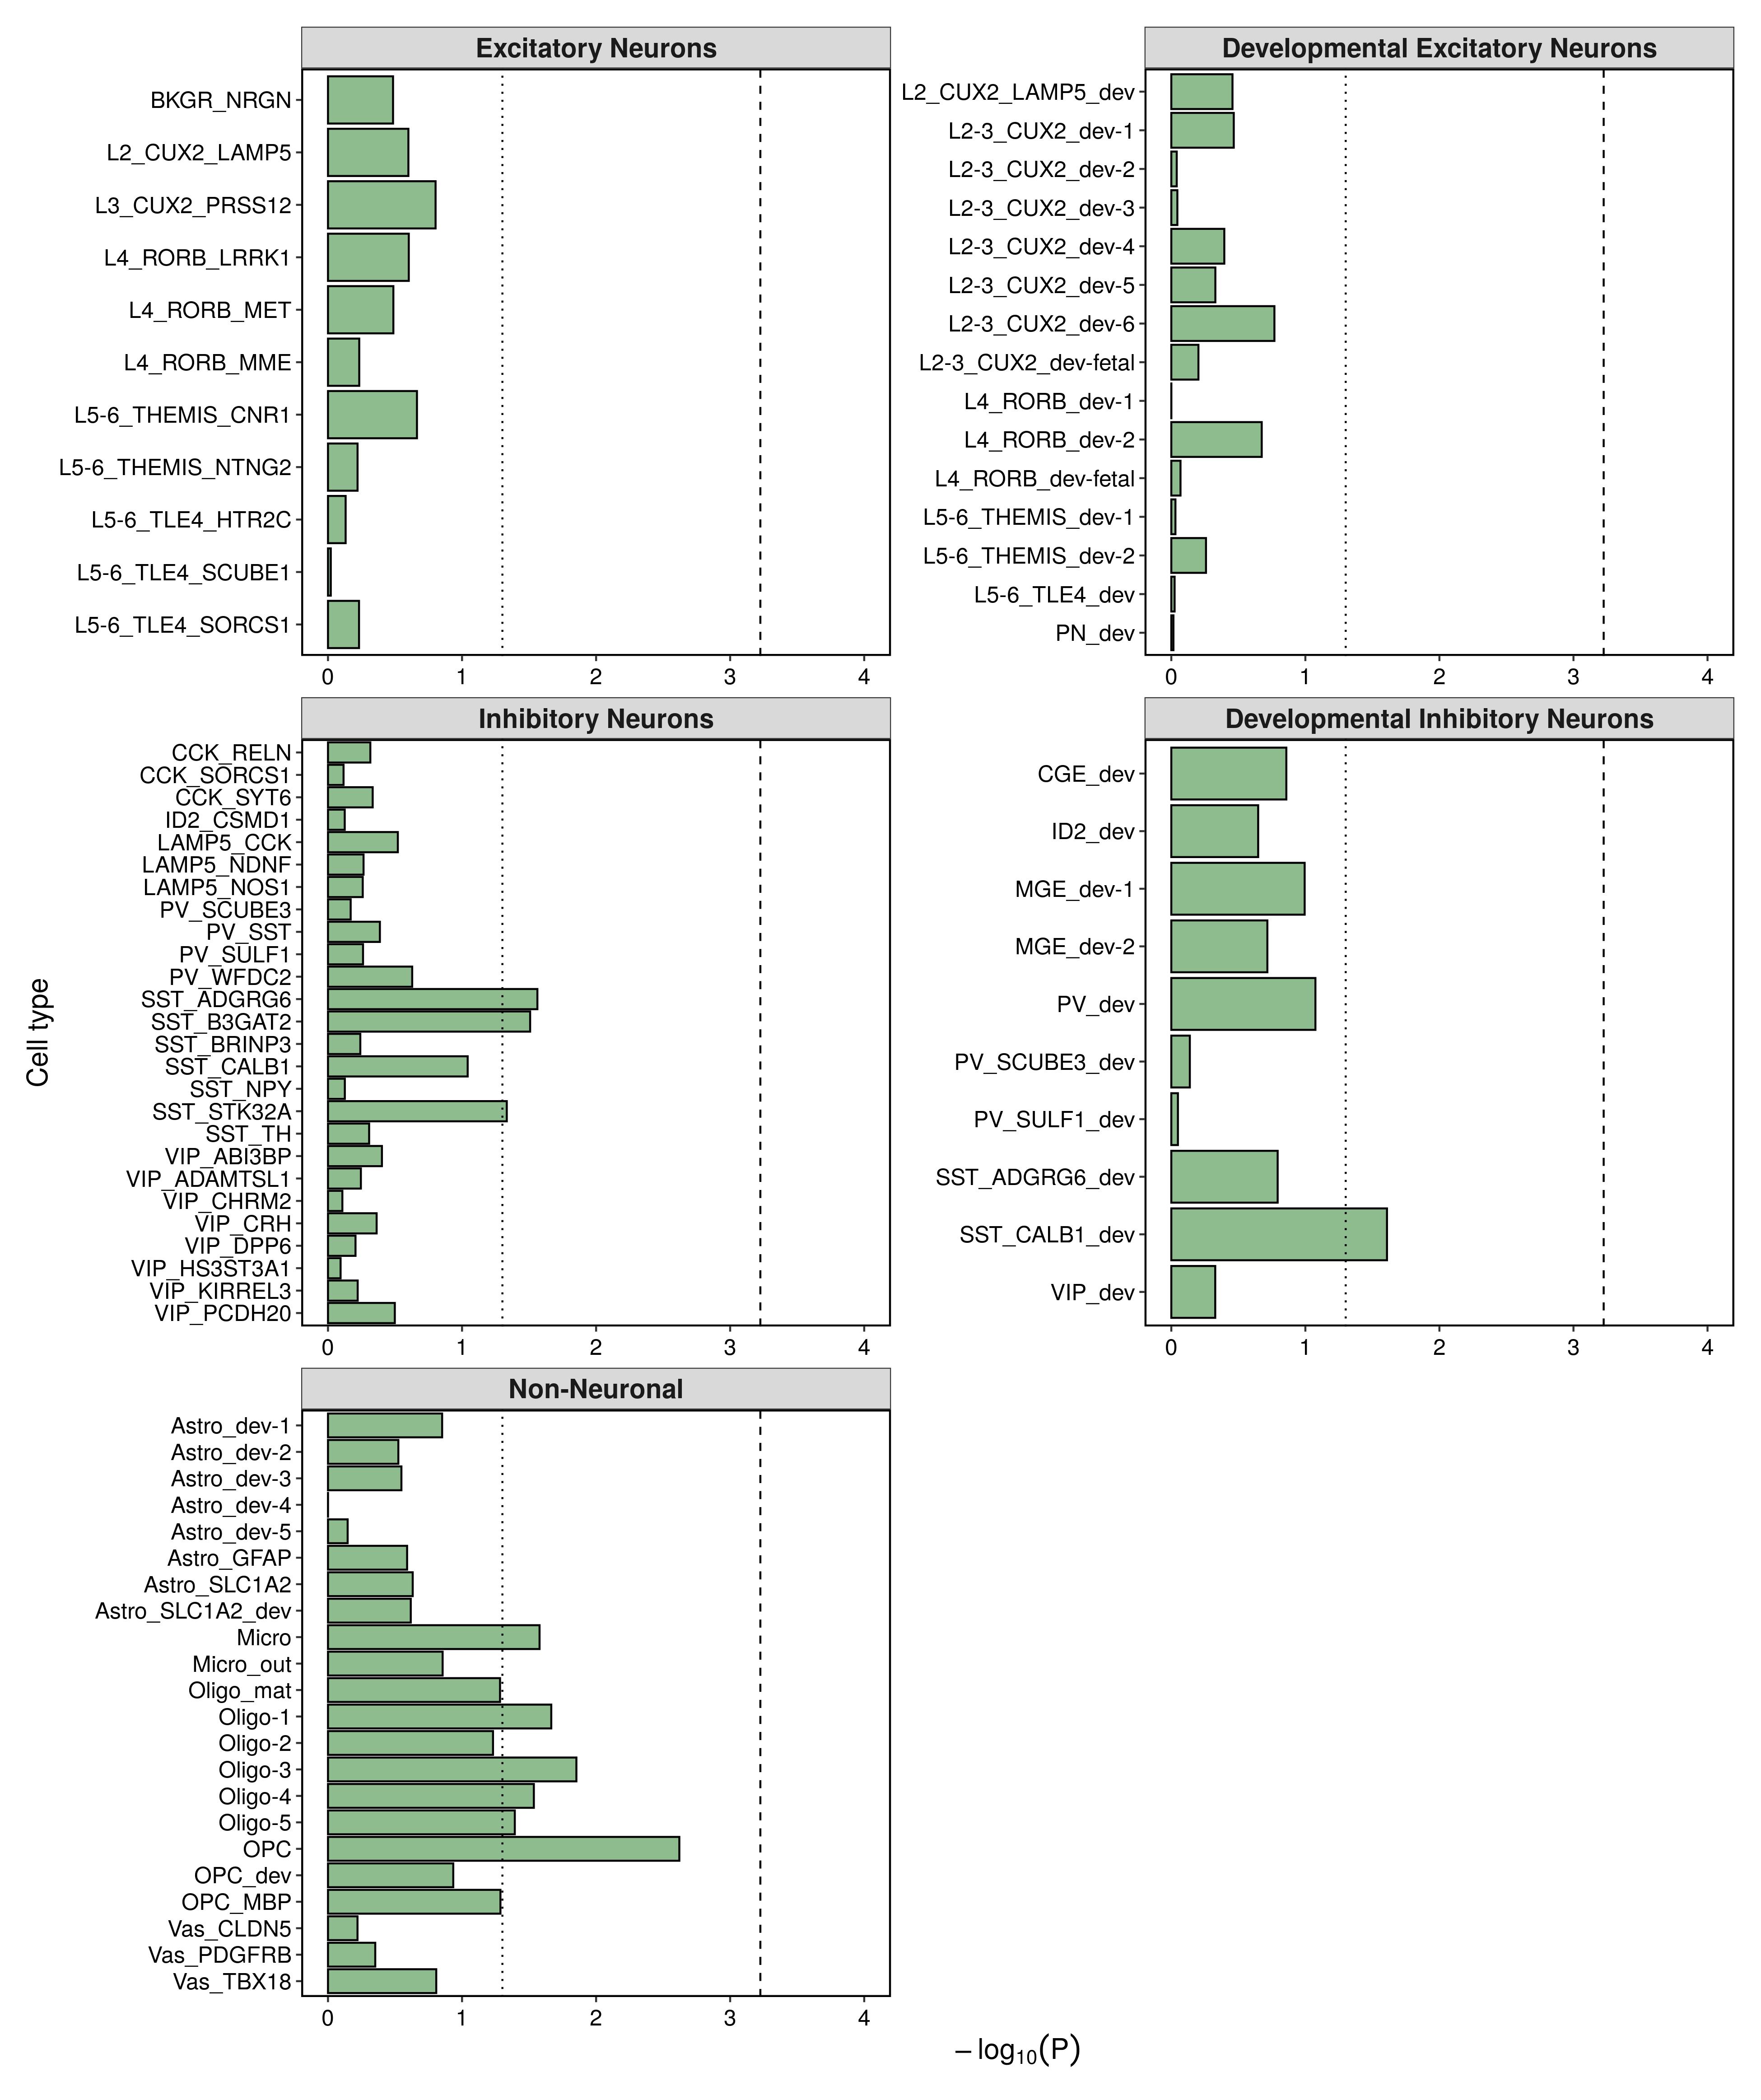 Excitatory Neurons
BKGR_NRGN
L2_CUX2_LAMP5
L3_CUX2_PRSS12
L4_RORB_LRRK1
L4_RORB_MET
L4_RORB_MME
L5-6_THEMIS_CNR1
L5-6_THEMIS_NTNG2
L5-6_TLE4_HTR2C
L5-6_TLE4_SCUBE1
L5-6_TLE4_SORCS1
0 1 2 3 4
Developmental Excitatory Neurons
L2_CUX2_LAMP5_dev
L2-3_CUX2_dev-1
L2-3_CUX2_dev-2
L2-3_CUX2_dev-3
L2-3_CUX2_dev-4
L2-3_CUX2_dev-5
L2-3_CUX2_dev-6
L2-3_CUX2_dev-fetal
L4_RORB_dev-1
L4_RORB_dev-2
L4_RORB_dev-fetal
L5-6_THEMIS_dev-1
L5-6_THEMIS_dev-2
L5-6_TLE4_dev
PN_dev
0 1 2 3 4
Cell type
Inhibitory Neurons
CCK_RELN
CCK_SORCS1
CCK_SYT6
ID2_CSMD1
LAMP5_CCK
LAMP5_NDNF
LAMP5_NOS1
PV_SCUBE3
PV_SST
PV_SULF1
PV_WFDC2
SST_ADGRG6
SST_B3GAT2
SST_BRINP3
SST_CALB1
SST_NPY
SST_STK32A
SST_TH
VIP_ABI3BP
VIP_ADAMTSL1
VIP_CHRM2
VIP_CRH
VIP_DPP6
VIP_HS3ST3A1
VIP_KIRREL3
VIP_PCDH20
0 1 2 3 4
Developmental Inhibitory Neurons
CGE_dev
ID2_dev
MGE_dev-1
MGE_dev-2
PV_dev
PV_SCUBE3_dev
PV_SULF1_dev
SST_ADGRG6_dev
SST_CALB1_dev
VIP_dev
0 1 2 3 4
Non-Neuronal
Astro_dev-1
Astro_dev-2
Astro_dev-3
Astro_dev-4
Astro_dev-5
Astro_GFAP
Astro_SLC1A2
Astro_SLC1A2_dev
Micro
Micro_out
Oligo_mat
Oligo-1
Oligo-2
Oligo-3
Oligo-4
Oligo-5
OPC
OPC_dev
OPC_MBP
Vas_CLDN5
Vas_PDGFRB
Vas_TBX18
0 1 2 3 4
−log₁₀(P)